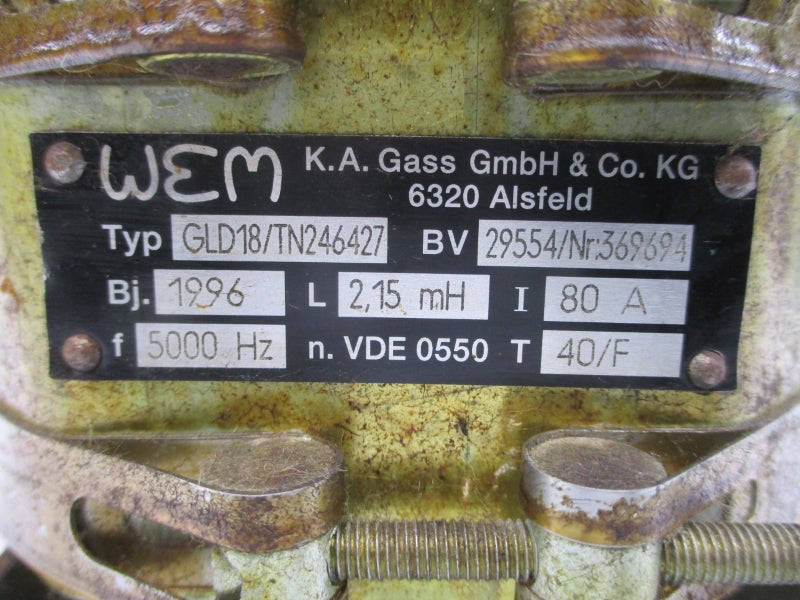 WEM K.A. Gass GmbH & Co. KG
6320 Alsfeld
Typ GLD18/TN246427 BV 29554/Nr:369694
Bj. 1996 L 2,15 mH I 80 A
f 5000 Hz n. VDE 0550 T 40/F